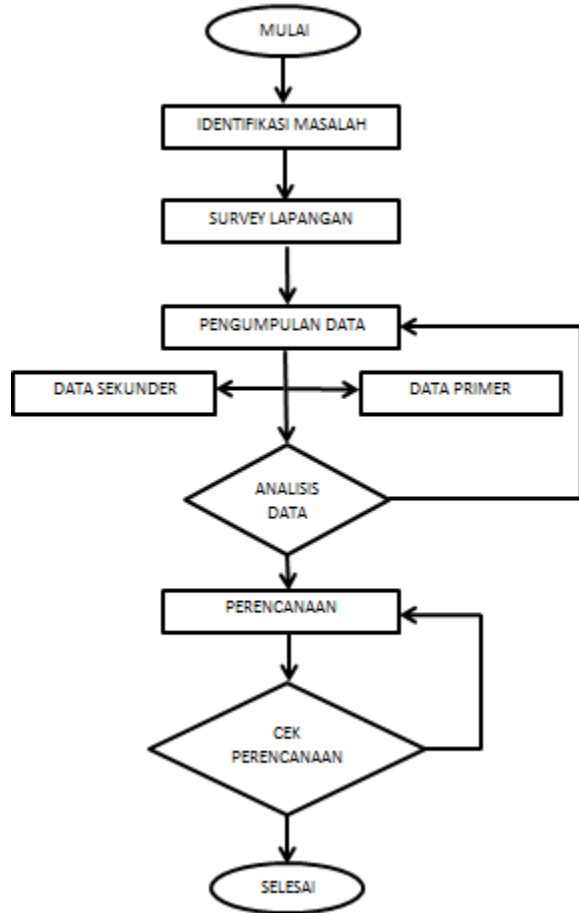 MULAI
IDENTIFIKASI MASALAH
SURVEY LAPANGAN
PENGUMPULAN DATA
DATA SEKUNDER
DATA PRIMER
ANALISIS
DATA
PERENCANAAN
CEK
PERENCANAAN
SELESAI